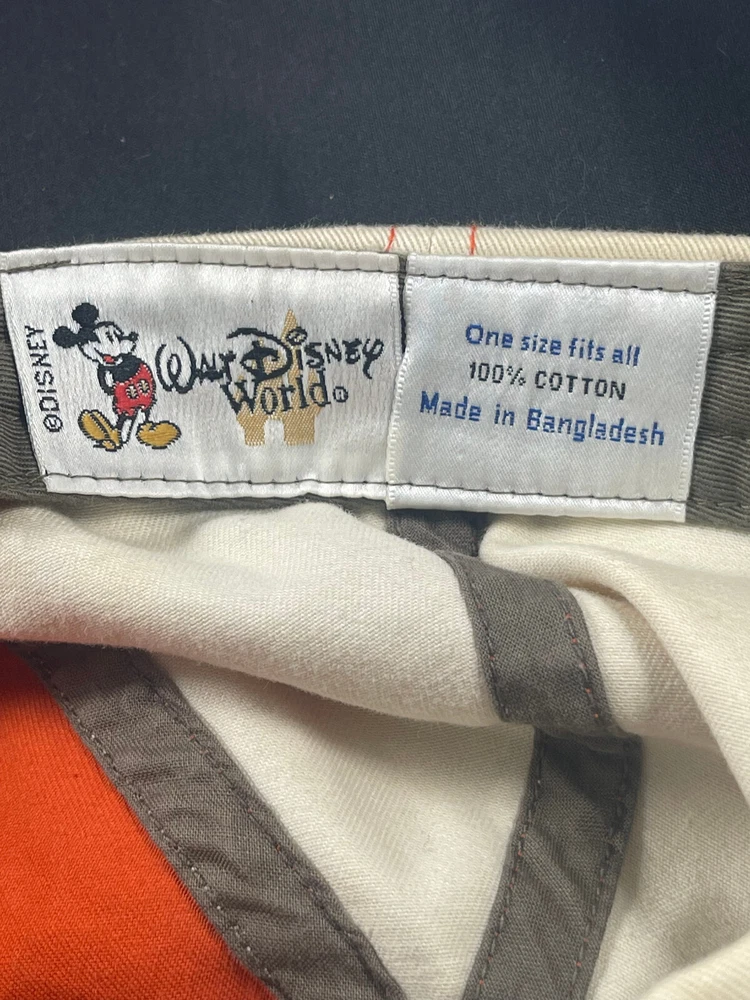 ©DISNEY
WALT DISNEY
World®
One size fits all
100% COTTON
Made in Bangladesh